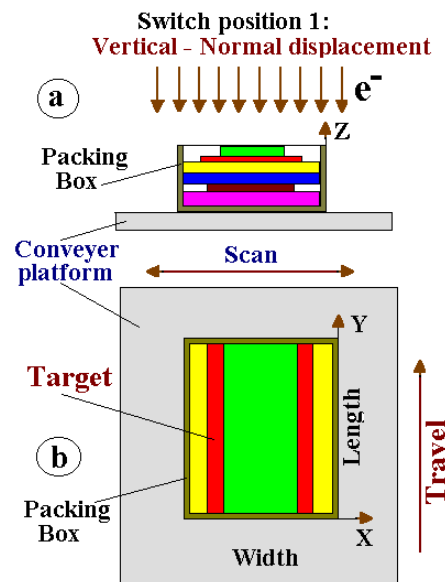 Switch position 1:
Vertical - Normal displacement
a
e-
Z
Packing
Box
Conveyer
platform
Scan
Y
Target
Length
Travel
b
Packing
Box
X
Width